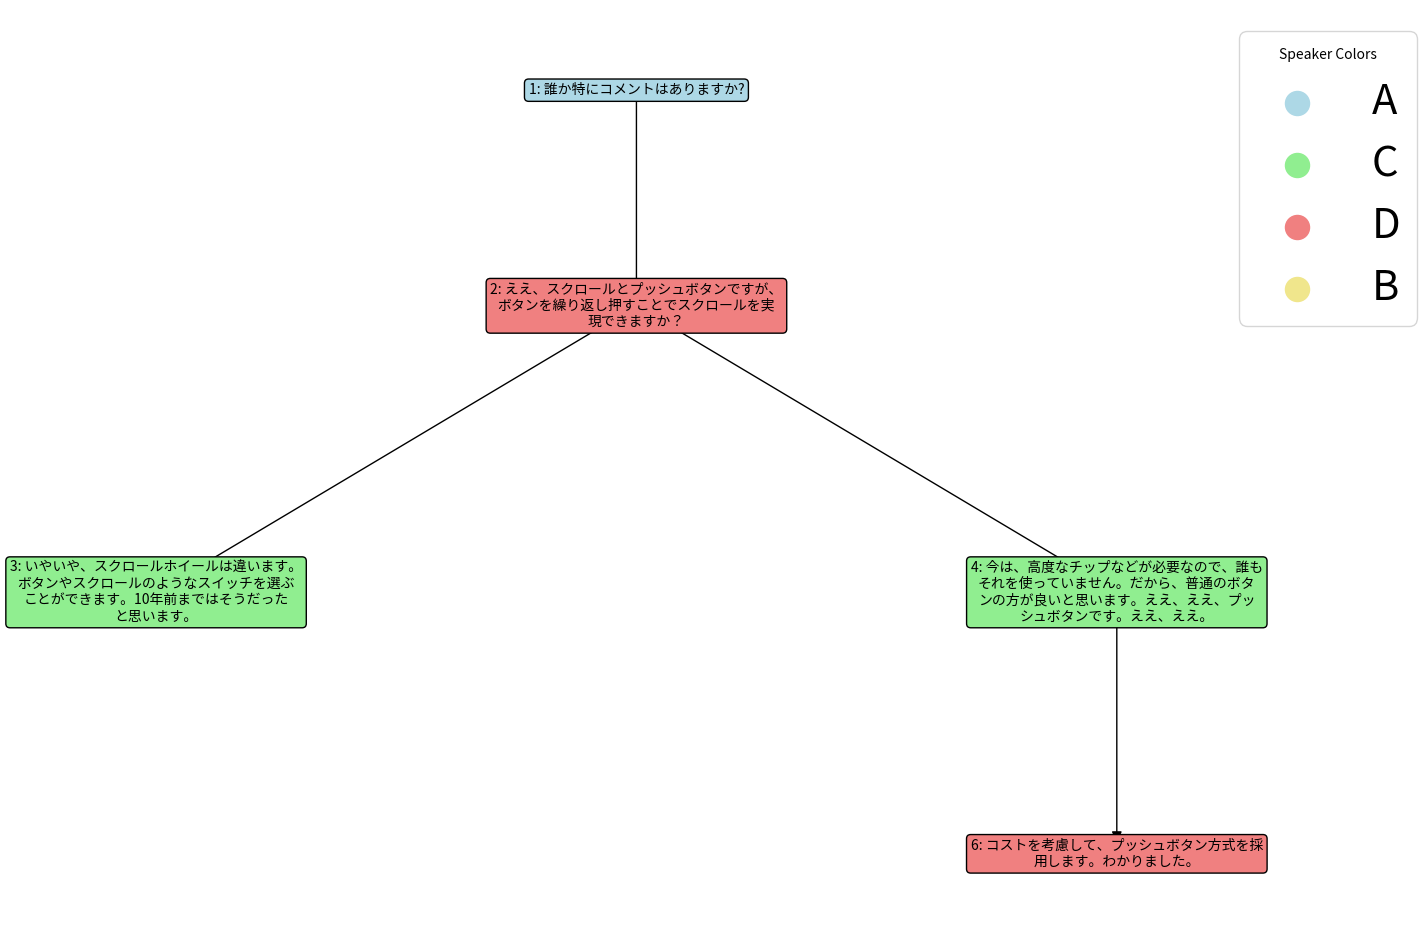 1: 誰か特にコメントはありますか?
2: ええ、スクロールとプッシュボタンですが、
ボタンを繰り返し押すことでスクロールを実
現できますか？
3: いやいや、スクロールホイールは違います。
ボタンやスクロールのようなスイッチを選ぶ
ことができます。10年前まではそうだった
と思います。
4: 今は、高度なチップなどが必要なので、誰も
それを使っていません。だから、普通のボタ
ンの方が良いと思います。ええ、ええ、プッ
シュボタンです。ええ、ええ。
6: コストを考慮して、プッシュボタン方式を採
用します。わかりました。
Speaker Colors
A
C
D
B